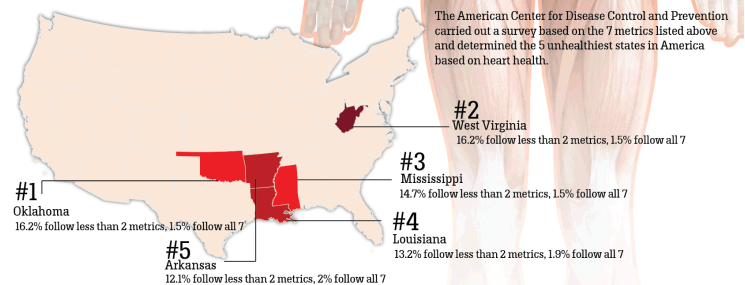 The American Center for Disease Control and Prevention
carried out a survey based on the 7 metrics listed above
and determined the 5 unhealthiest states in America
based on heart health.
#2
West Virginia
16.2% follow less than 2 metrics, 1.5% follow all 7
#3
Mississippi
14.7% follow less than 2 metrics, 1.5% follow all 7
#1
Oklahoma
16.2% follow less than 2 metrics, 1.5% follow all 7
#4
Louisiana
13.2% follow less than 2 metrics, 1.9% follow all 7
#5
Arkansas
12.1% follow less than 2 metrics, 2% follow all 7